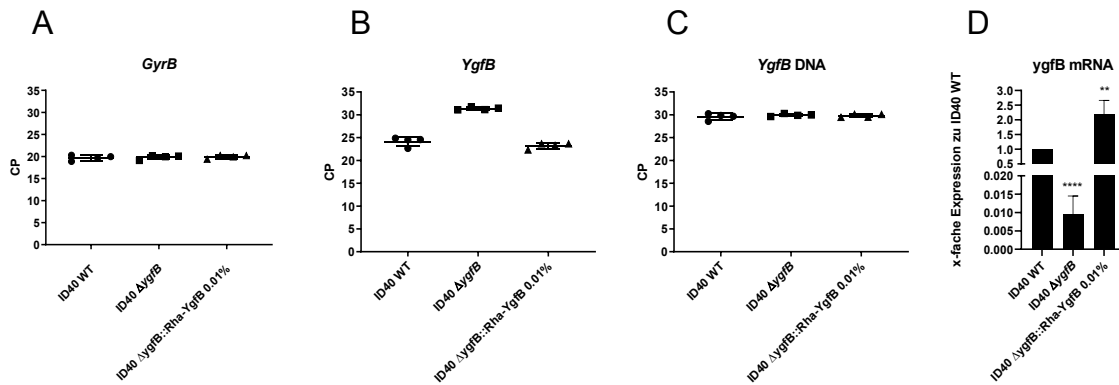 A
GyrB
CP
35
30
25
20
15
10
5
0
ID40 WT
ID40 ΔygfB
ID40 ΔygfB::Rha-YgfB 0.01%
B
YgfB
CP
35
30
25
20
15
10
5
0
ID40 WT
ID40 ΔygfB
ID40 ΔygfB::Rha-YgfB 0.01%
C
YgfB DNA
CP
35
30
25
20
15
10
5
0
ID40 WT
ID40 ΔygfB
ID40 ΔygfB::Rha-YgfB 0.01%
D
ygfB mRNA
x-fache Expression zu ID40 WT
3.0
2.5
2.0
1.5
1.0
0.5
0.020
0.015
0.010
0.005
0.000
****
**
ID40 WT
ID40 ΔygfB
ID40 ΔygfB::Rha-YgfB 0.01%